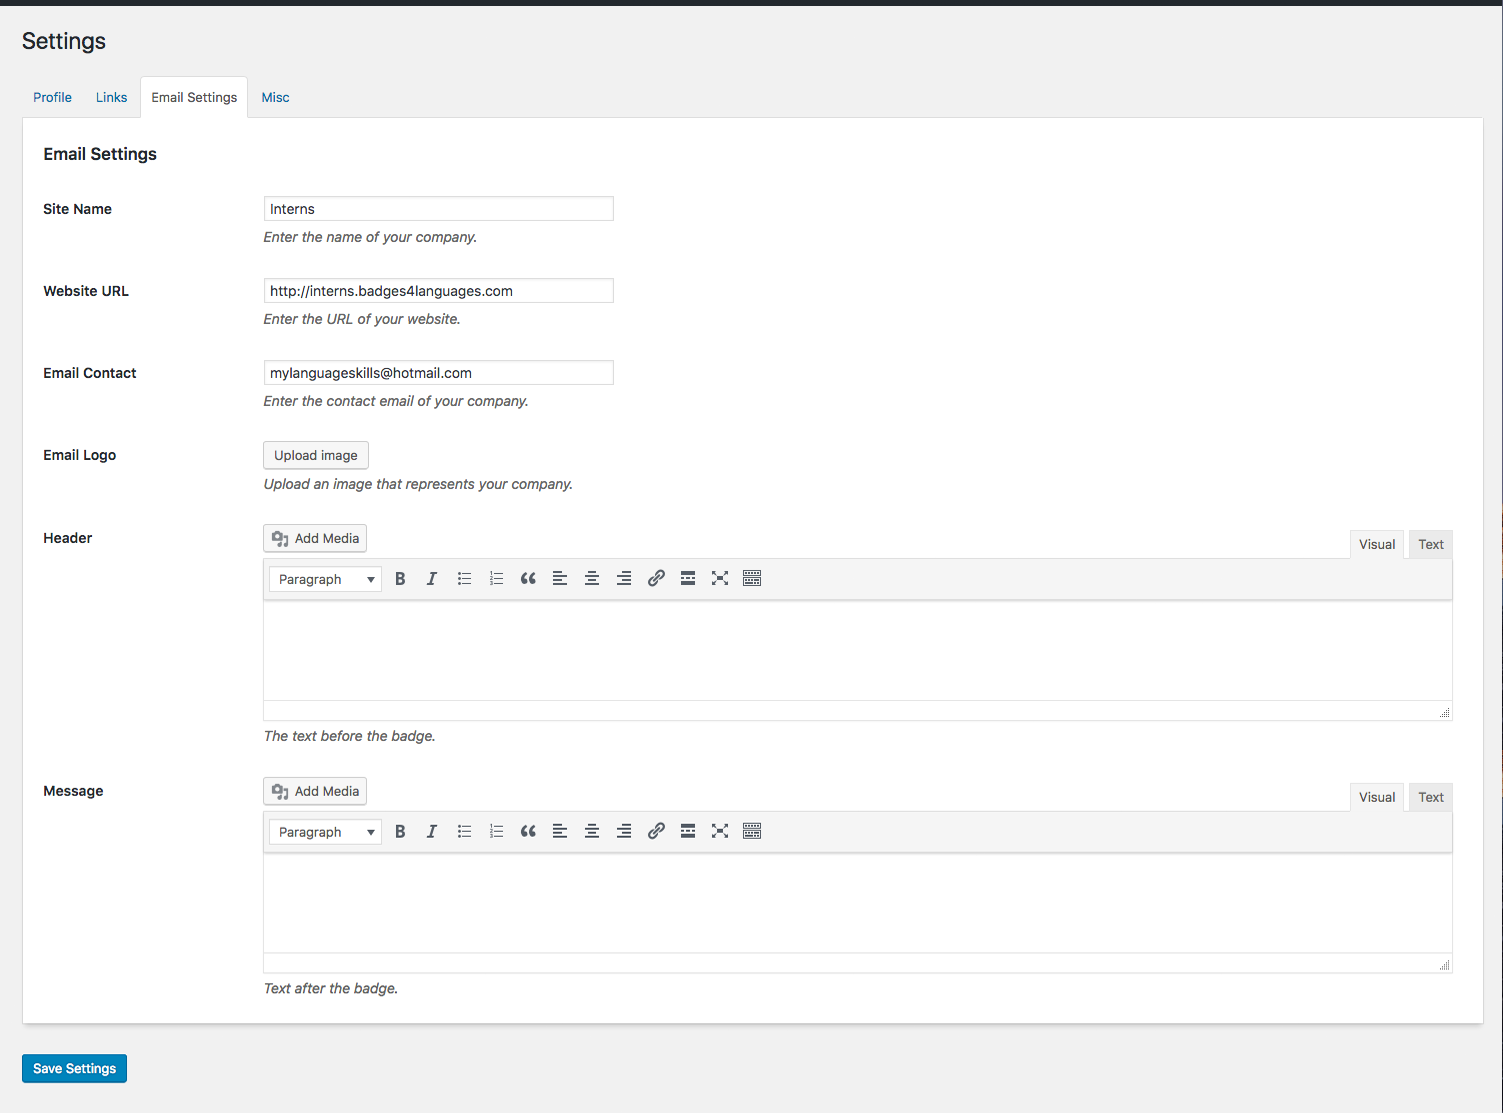 Settings
Profile Links Email Settings Misc
Email Settings
Site Name Interns
Enter the name of your company.
Website URL http://interns.badges4languages.com
Enter the URL of your website.
Email Contact mylanguageskills@hotmail.com
Enter the contact email of your company.
Email Logo Upload image
Upload an image that represents your company.
Header Add Media Visual Text
Paragraph B I
The text before the badge.
Message Add Media Visual Text
Paragraph B I
Text after the badge.
Save Settings